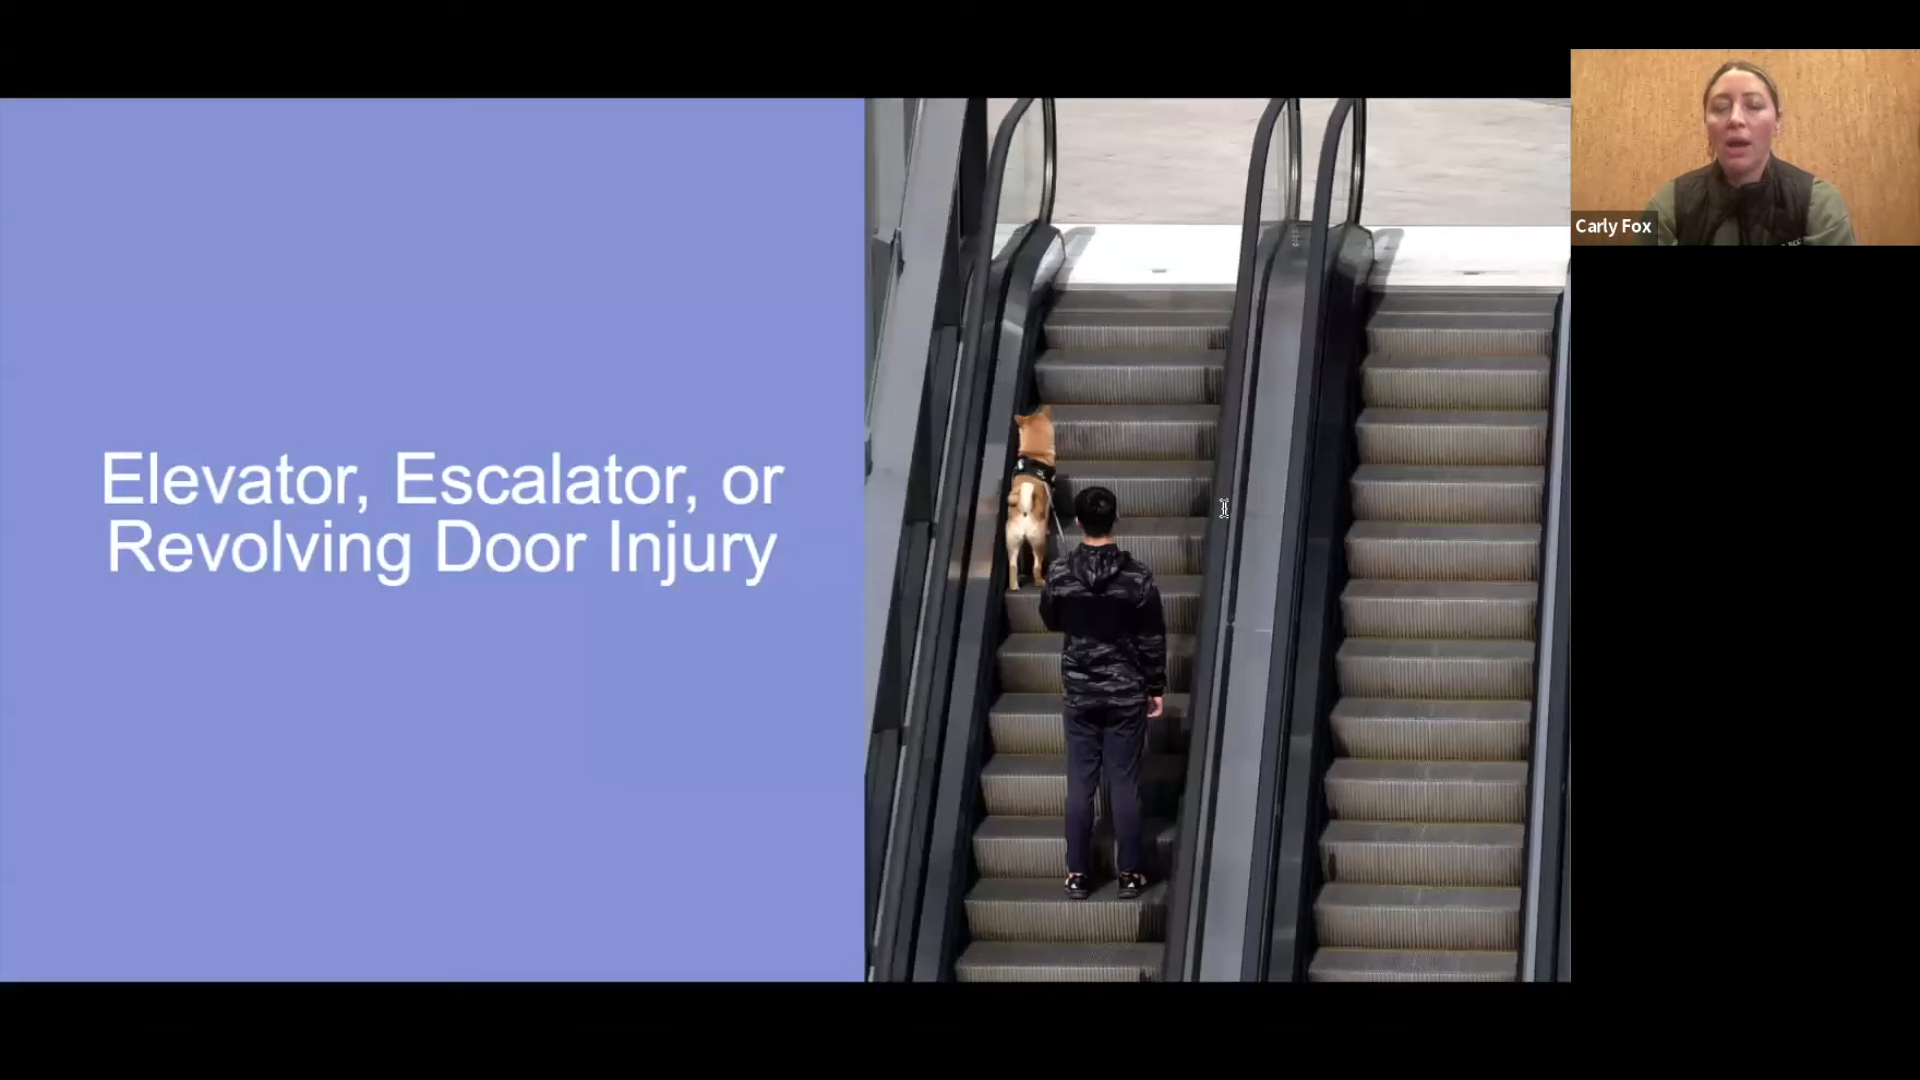 Elevator, Escalator, or
Revolving Door Injury
Carly Fox